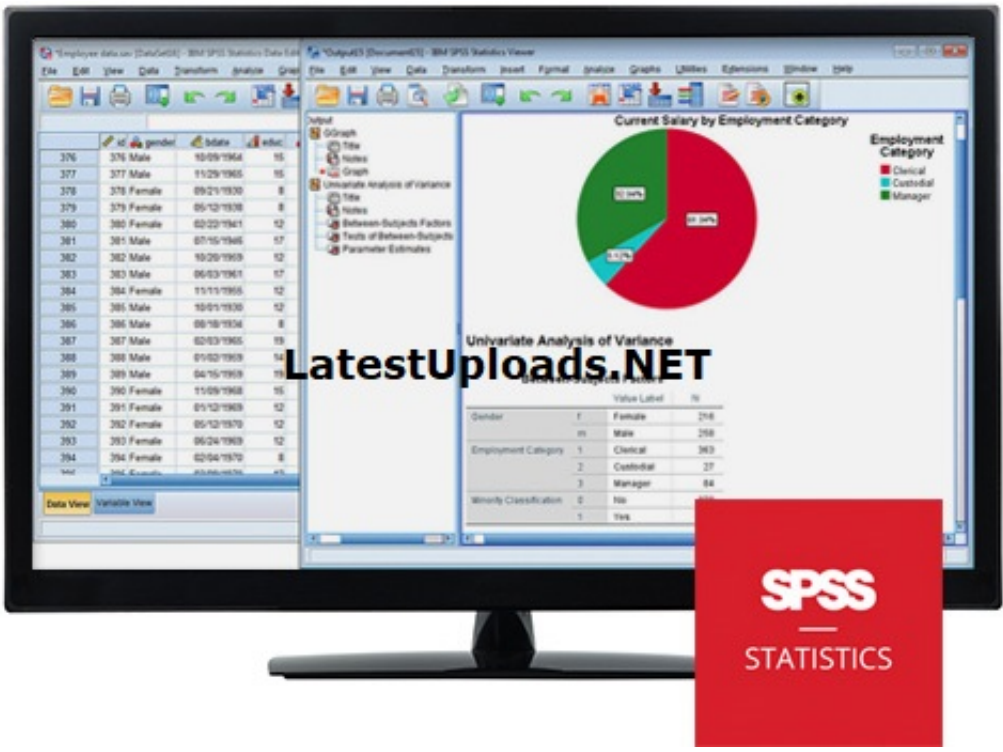 *Employee data.sav [DataSet18] - IBM SPSS Statistics Data Edit
File Edit View Data Transform Analyze Grap
id gender bdate educ
376 376 Male 10/09/1964 15
377 377 Male 11/29/1965 15
378 378 Female 09/21/1930 8
379 379 Female 05/12/1938 8
380 380 Female 02/22/1941 12
381 381 Male 07/15/1946 17
382 382 Male 10/20/1959 12
383 383 Male 06/03/1961 17
384 384 Female 11/11/1955 12
385 385 Male 10/01/1930 12
386 386 Male 08/18/1934 8
387 387 Male 02/03/1965 19
388 388 Male 01/02/1959 14
389 389 Male 04/15/1959 19
390 390 Female 11/09/1968 15
391 391 Female 01/12/1969 12
392 392 Female 05/12/1970 12
393 393 Female 06/24/1969 12
394 394 Female 02/04/1970 8
Data View Variable View
IBM SPSS Statistics Viewer
File Edit View Data Transform Insert Format Analyze Graphs Utilities Extensions Window Help
Output
GGraph
Title
Notes
Graph
Univariate Analysis of Variance
Title
Notes
Between-Subjects Factors
Tests of Between-Subjects
Parameter Estimates
Current Salary by Employment Category
Employment
Category
Clerical
Custodial
Manager
Univariate Analysis of Variance
LatestUploads.NET
Between-Subjects Factors
Value Label N
Gender f Female 216
m Male 258
Employment Category 1 Clerical 363
2 Custodial 27
3 Manager 84
Minority Classification 0 No
1 Yes
SPSS
STATISTICS